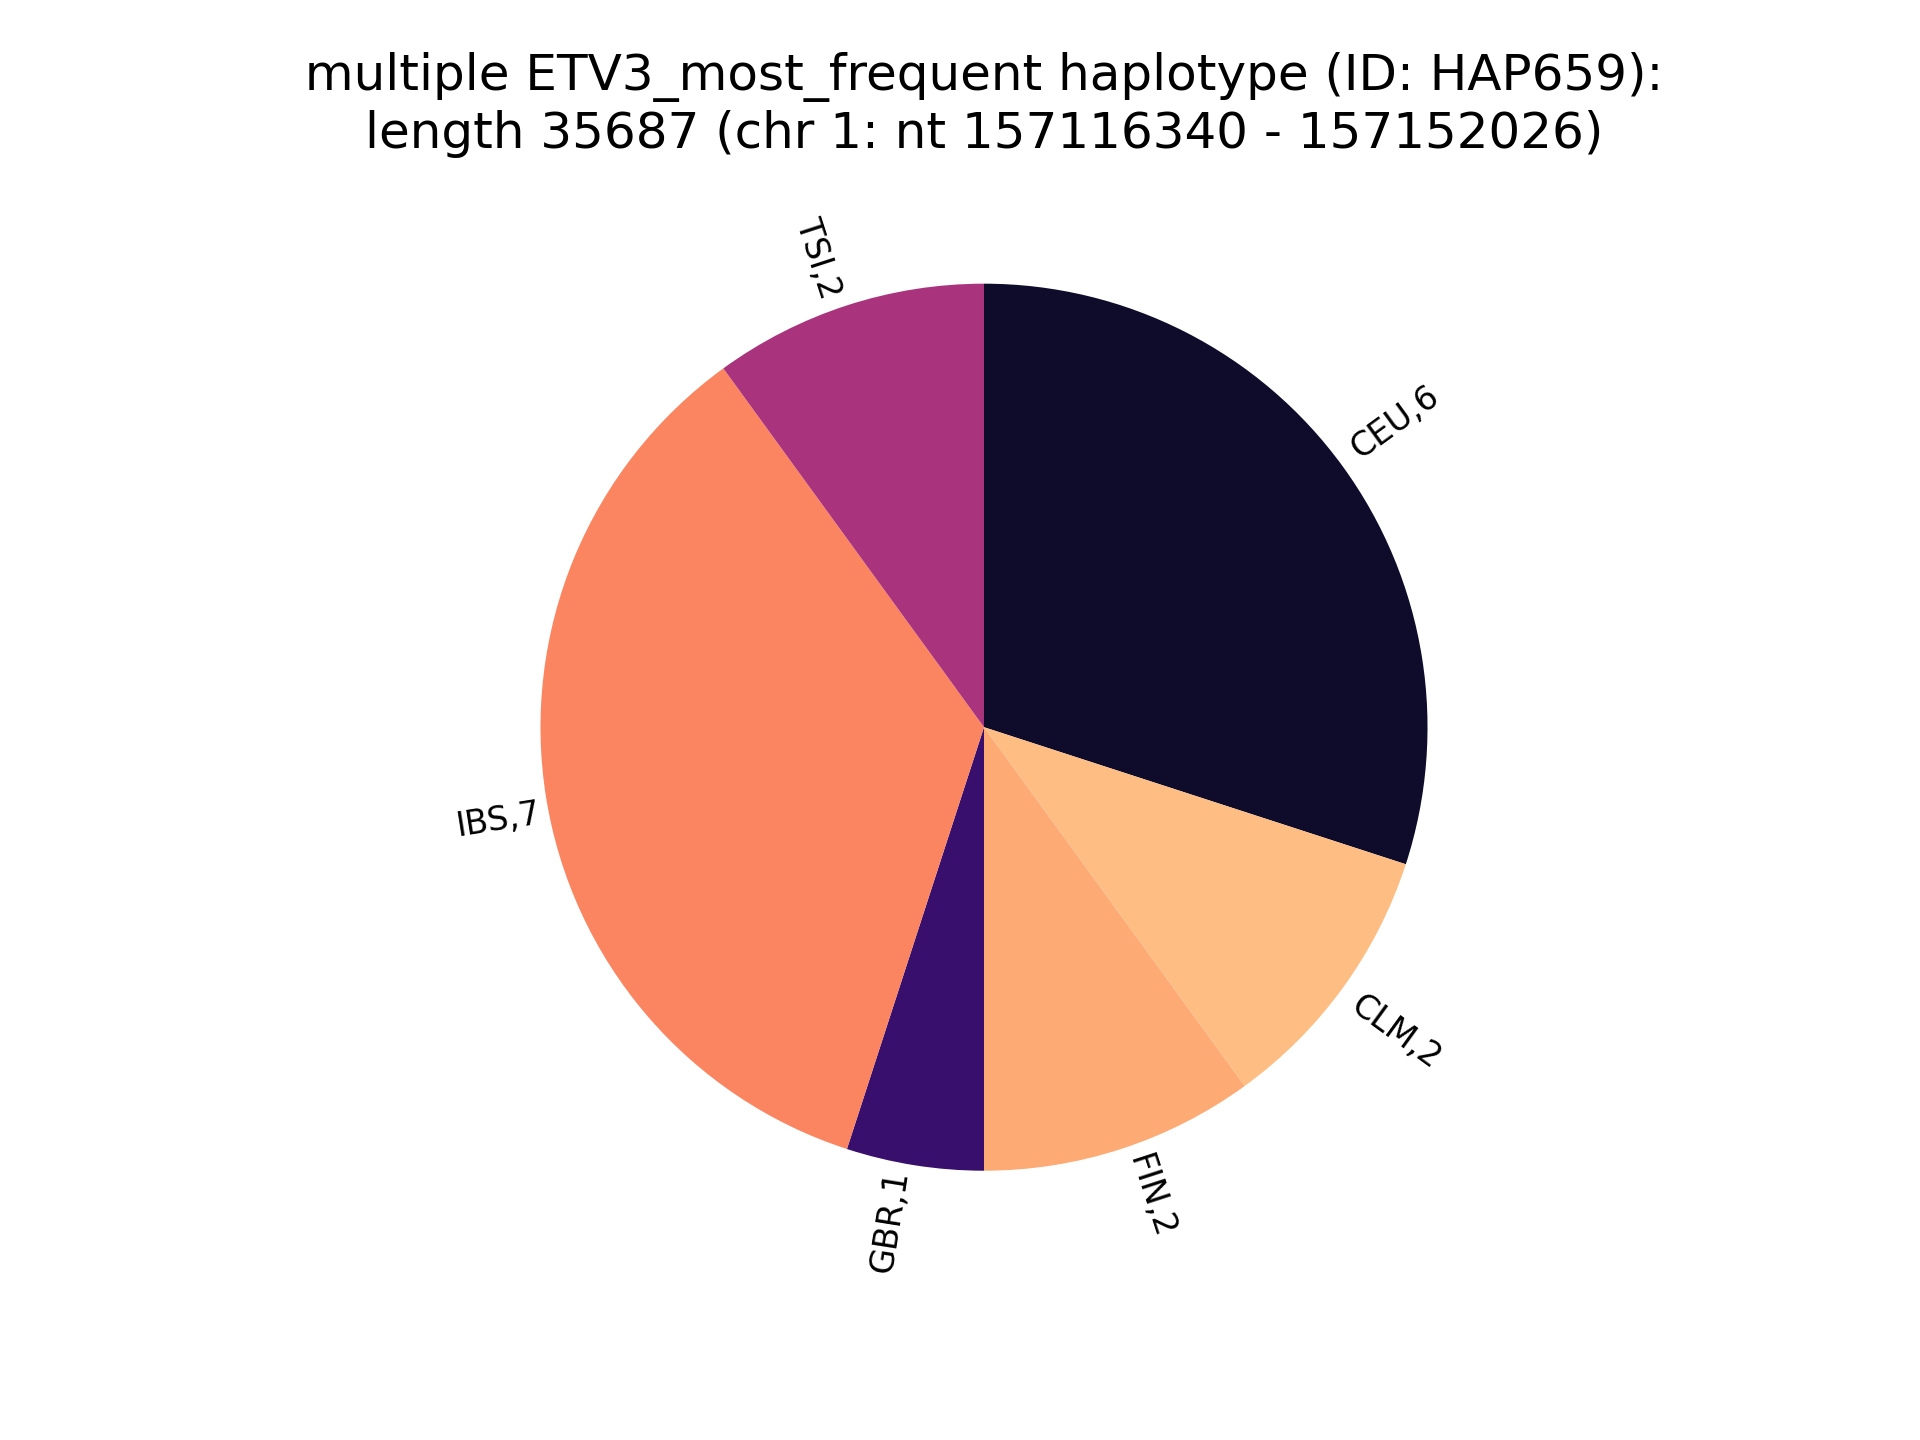 multiple ETV3_most_frequent haplotype (ID: HAP659):
length 35687 (chr 1: nt 157116340 - 157152026)
TSI,2
CEU,6
IBS,7
CLM,2
FIN,2
GBR,1